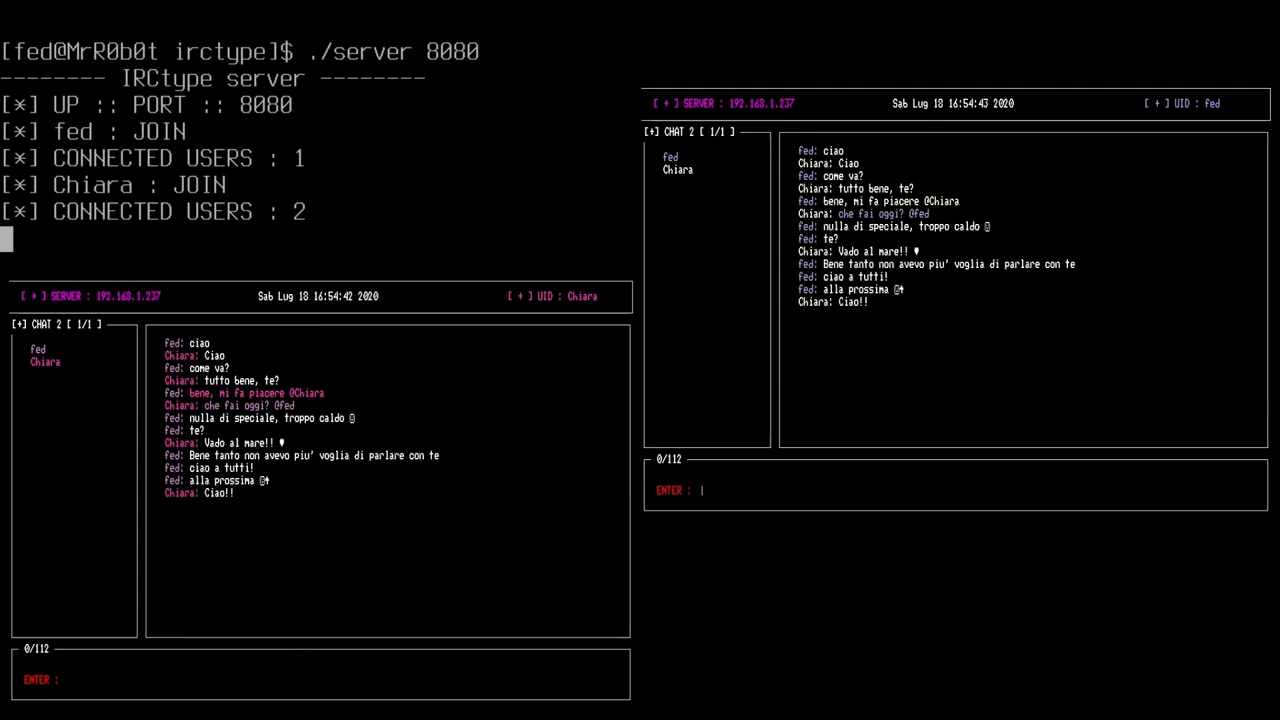 [fed@MrR0b0t irctype]$ ./server 8080
-------- IRCtype server --------
[*] UP :: PORT :: 8080
[*] fed : JOIN
[*] CONNECTED USERS : 1
[*] Chiara : JOIN
[*] CONNECTED USERS : 2
[ + ] SERVER : 192.168.1.237 Sab Lug 18 16:54:42 2020 [ + ] UID : Chiara
[+] CHAT 2 [ 1/1 ]
fed
Chiara
fed: ciao
Chiara: Ciao
fed: come va?
Chiara: tutto bene, te?
fed: bene, mi fa piacere @Chiara
Chiara: che fai oggi? @fed
fed: nulla di speciale, troppo caldo
fed: te?
Chiara: Vado al mare!! ♥
fed: Bene tanto non avevo piu' voglia di parlare con te
fed: ciao a tutti!
fed: alla prossima
Chiara: Ciao!!
0/112
ENTER :
[ + ] SERVER : 192.168.1.237 Sab Lug 18 16:54:43 2020 [ + ] UID : fed
[+] CHAT 2 [ 1/1 ]
fed
Chiara
fed: ciao
Chiara: Ciao
fed: come va?
Chiara: tutto bene, te?
fed: bene, mi fa piacere @Chiara
Chiara: che fai oggi? @fed
fed: nulla di speciale, troppo caldo
fed: te?
Chiara: Vado al mare!! ♥
fed: Bene tanto non avevo piu' voglia di parlare con te
fed: ciao a tutti!
fed: alla prossima
Chiara: Ciao!!
0/112
ENTER : |